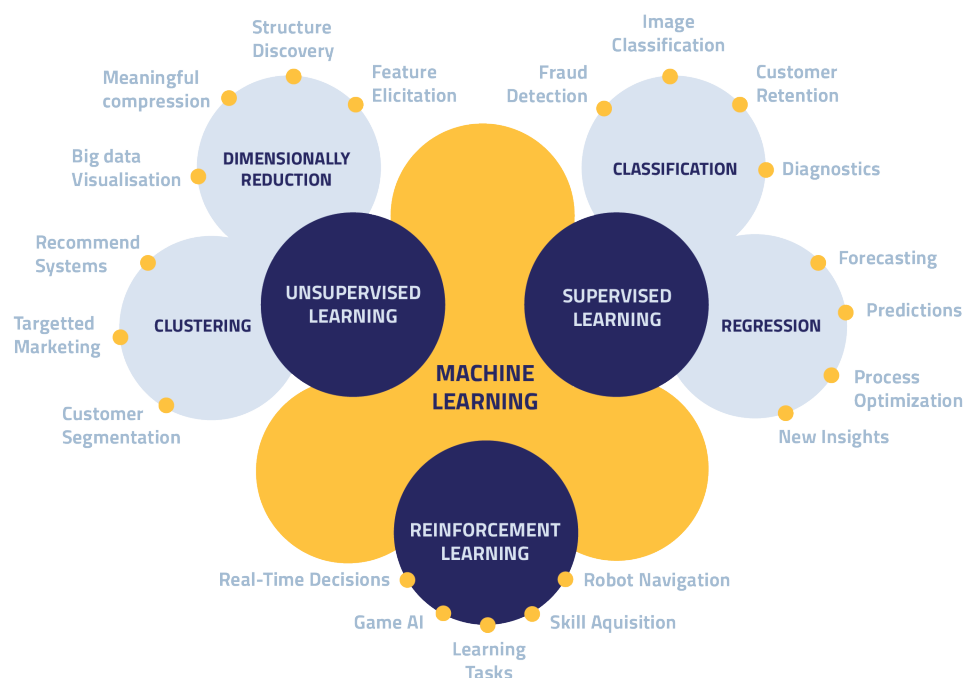 Structure
Discovery
Meaningful
compression
Feature
Elicitation
Big data
Visualisation
DIMENSIONALLY
REDUCTION
Recommend
Systems
Targetted
Marketing
Customer
Segmentation
CLUSTERING
UNSUPERVISED
LEARNING
Image
Classification
Fraud
Detection
Customer
Retention
Diagnostics
CLASSIFICATION
SUPERVISED
LEARNING
REGRESSION
Forecasting
Predictions
Process
Optimization
New Insights
MACHINE
LEARNING
REINFORCEMENT
LEARNING
Real-Time Decisions
Game AI
Learning
Tasks
Skill Aquisition
Robot Navigation